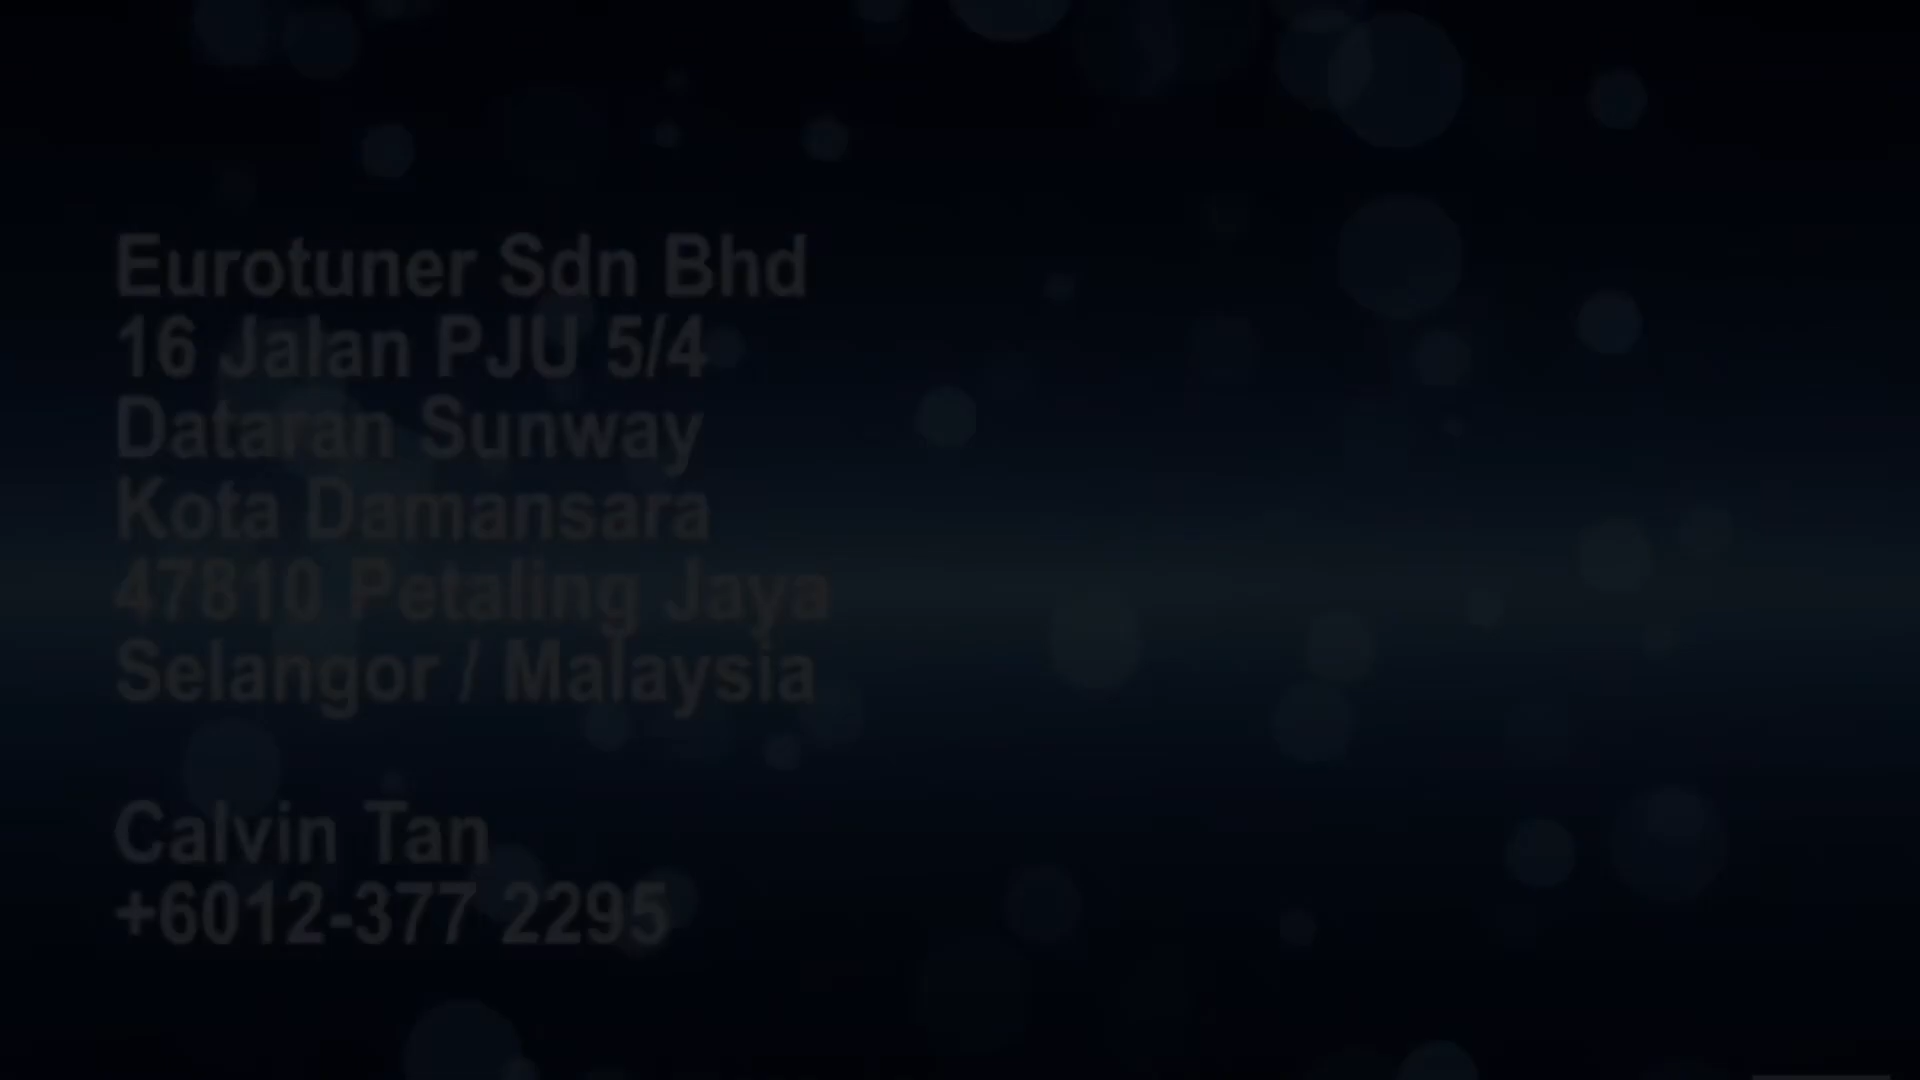 Eurotuner Sdn Bhd
16 Jalan PJU 5/4
Dataran Sunway
Kota Damansara
47810 Petaling Jaya
Selangor / Malaysia
Calvin Tan
+6012-377 2295